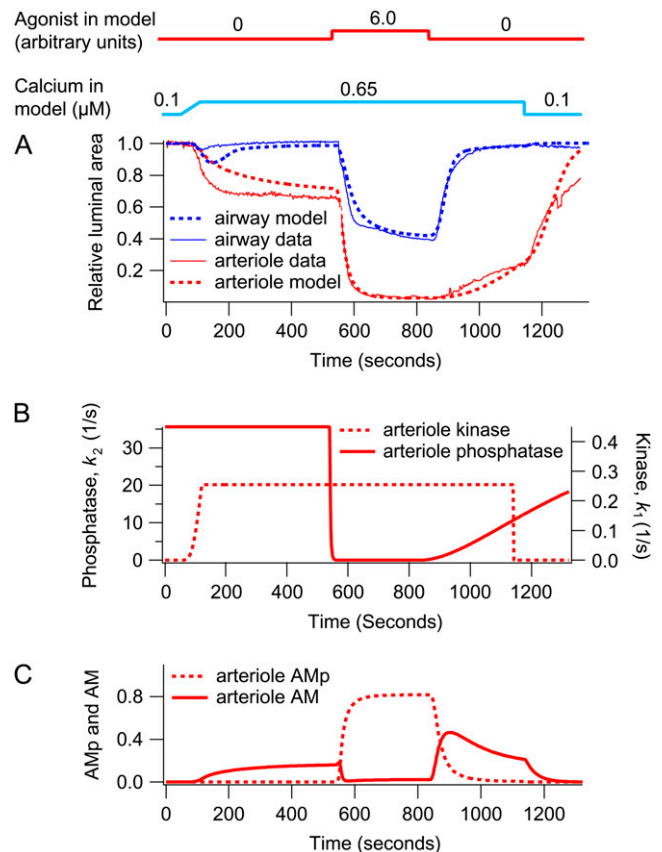 Agonist in model
(arbitrary units)
0
6.0
0
Calcium in
model (µM)
0.1
0.65
0.1
A
Relative luminal area
1.0
0.8
0.6
0.4
0.2
airway model
airway data
arteriole data
arteriole model
0
200
400
600
800
1000
1200
Time (seconds)
B
Phosphatase, k2 (1/s)
30
20
10
0
arteriole kinase
arteriole phosphatase
0.4
0.3
0.2
0.1
0.0
Kinase, k1 (1/s)
0
200
400
600
800
1000
1200
Time (Seconds)
C
AMp and AM
0.8
0.4
0.0
arteriole AMp
arteriole AM
0
200
400
600
800
1000
1200
Time (seconds)